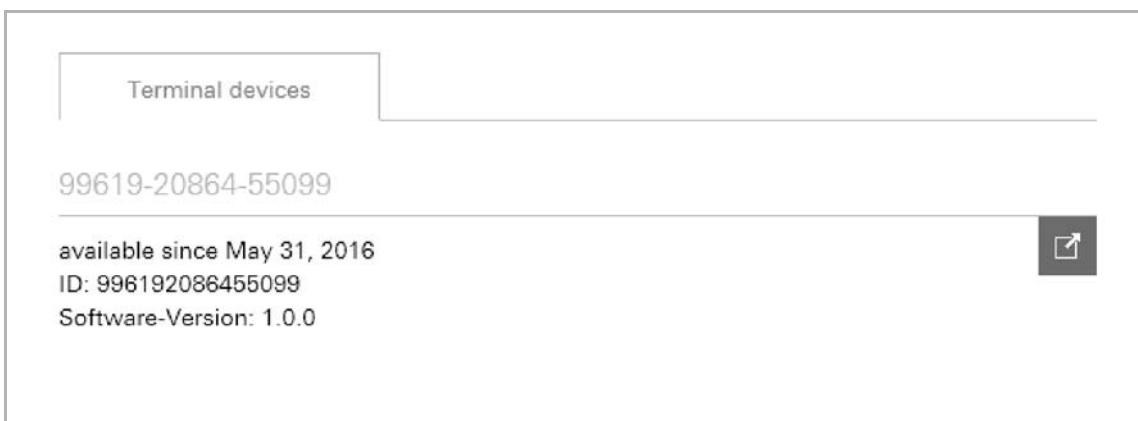 Terminal devices
99619-20864-55099
available since May 31, 2016
ID: 996192086455099
Software-Version: 1.0.0